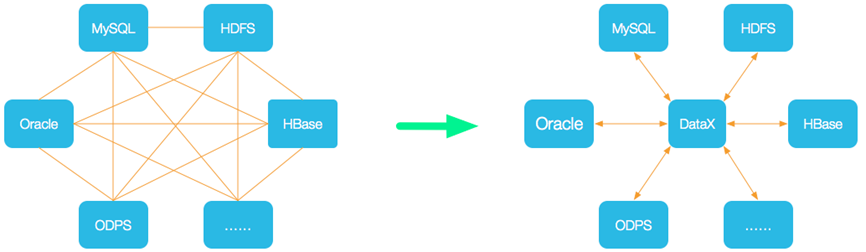 MySQL
HDFS
Oracle
HBase
ODPS
......
MySQL
HDFS
Oracle
DataX
HBase
ODPS
......